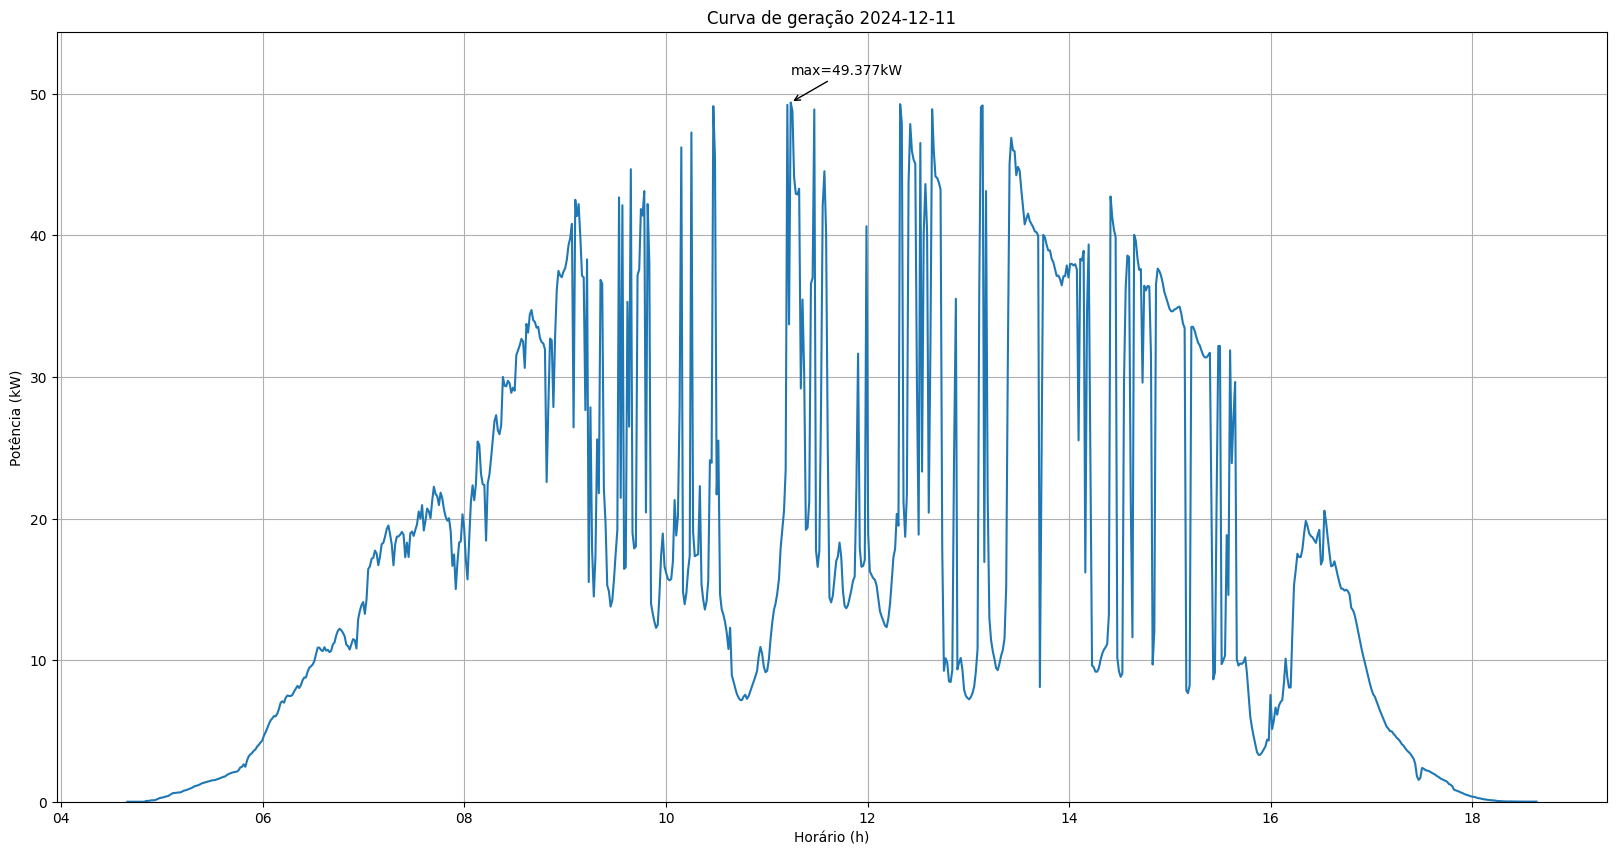 Curva de geração 2024-12-11
max=49.377kW
50
40
30
20
10
0
Potência (kW)
04 06 08 10 12 14 16 18
Horário (h)